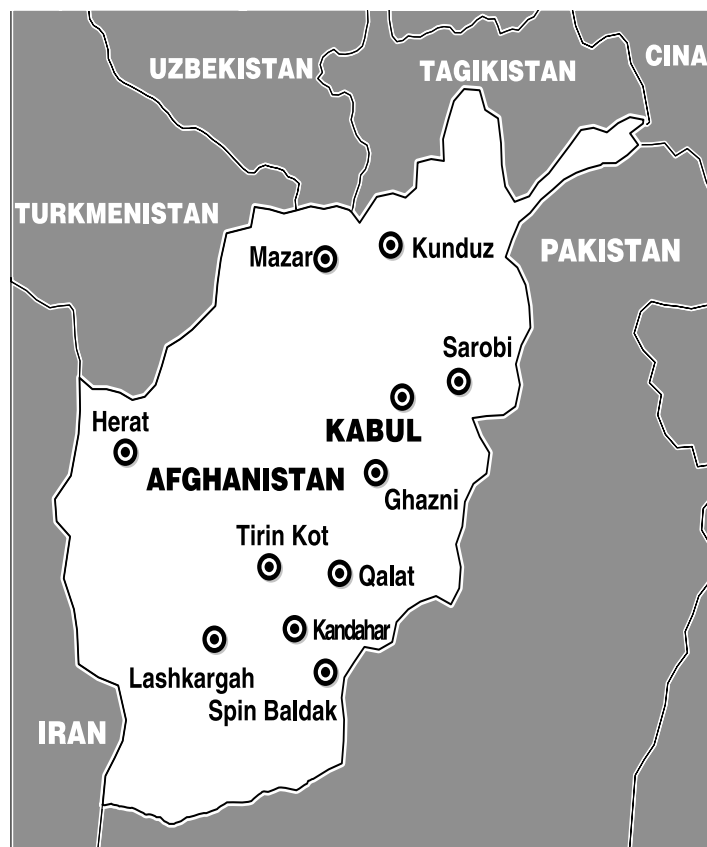 UZBEKISTAN
TAGIKISTAN
CINA
TURKMENISTAN
PAKISTAN
Mazar
Kunduz
Sarobi
Herat
KABUL
AFGHANISTAN
Ghazni
Tirin Kot
Qalat
Kandahar
Lashkargah
Spin Baldak
IRAN